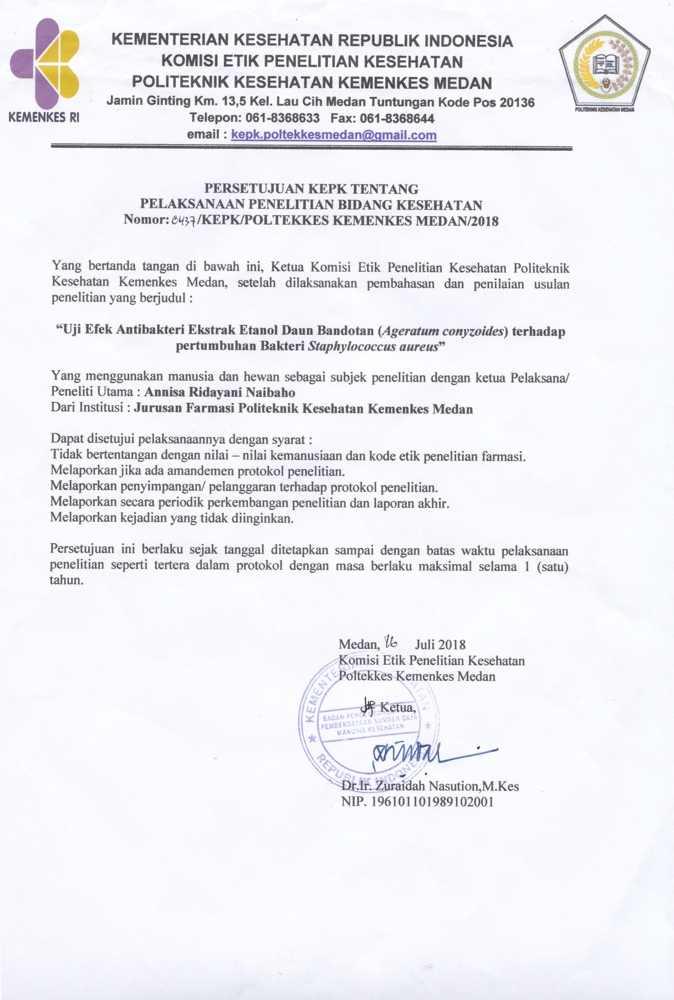 KEMENTERIAN KESEHATAN REPUBLIK INDONESIA
KOMISI ETIK PENELITIAN KESEHATAN
POLITEKNIK KESEHATAN KEMENKES MEDAN
Jamin Ginting Km. 13,5 Kel. Lau Cih Medan Tuntungan Kode Pos 20136
Telepon: 061-8368633 Fax: 061-8368644
email : kepk.poltekkesmedan@gmail.com
KEMENKES RI
POLITEKNIK KESEHATAN MEDAN
PERSETUJUAN KEPK TENTANG
PELAKSANAAN PENELITIAN BIDANG KESEHATAN
Nomor: 0437/KEPK/POLTEKKES KEMENKES MEDAN/2018
Yang bertanda tangan di bawah ini, Ketua Komisi Etik Penelitian Kesehatan Politeknik
Kesehatan Kemenkes Medan, setelah dilaksanakan pembahasan dan penilaian usulan
penelitian yang berjudul :
“Uji Efek Antibakteri Ekstrak Etanol Daun Bandotan (Ageratum conyzoides) terhadap
pertumbuhan Bakteri Staphylococcus aureus”
Yang menggunakan manusia dan hewan sebagai subjek penelitian dengan ketua Pelaksana/
Peneliti Utama : Annisa Ridayani Naibaho
Dari Institusi : Jurusan Farmasi Politeknik Kesehatan Kemenkes Medan
Dapat disetujui pelaksanaannya dengan syarat :
Tidak bertentangan dengan nilai – nilai kemanusiaan dan kode etik penelitian farmasi.
Melaporkan jika ada amandemen protokol penelitian.
Melaporkan penyimpangan/ pelanggaran terhadap protokol penelitian.
Melaporkan secara periodik perkembangan penelitian dan laporan akhir.
Melaporkan kejadian yang tidak diinginkan.
Persetujuan ini berlaku sejak tanggal ditetapkan sampai dengan batas waktu pelaksanaan
penelitian seperti tertera dalam protokol dengan masa berlaku maksimal selama 1 (satu)
tahun.
Medan, Juli 2018
Komisi Etik Penelitian Kesehatan
Poltekkes Kemenkes Medan
Ketua,
KEMENTERIAN KESEHATAN
BADAN PENGEMBANGAN
PEMBERDAYAAN SUMBER DAYA
MANUSIA KESEHATAN
REPUBLIK INDONESIA
Dr.Ir. Zuraidah Nasution,M.Kes
NIP. 196101101989102001